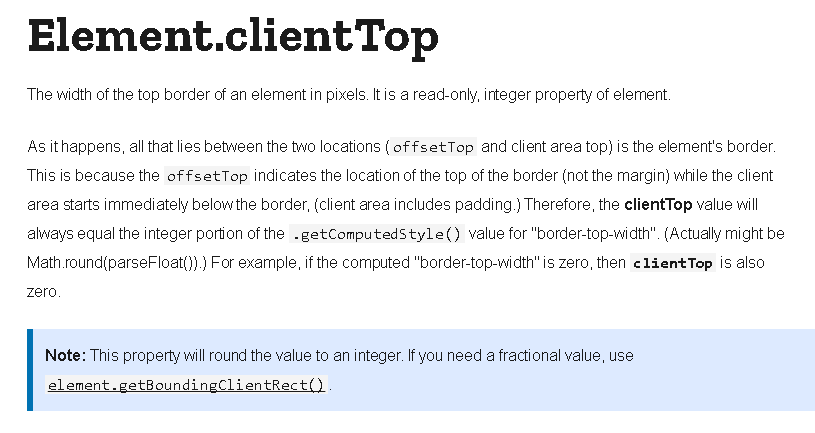 Element.clientTop
The width of the top border of an element in pixels. It is a read-only, integer property of element.
As it happens, all that lies between the two locations ( offsetTop and client area top) is the element's border.
This is because the offsetTop indicates the location of the top of the border (not the margin) while the client
area starts immediately below the border, (client area includes padding.) Therefore, the clientTop value will
always equal the integer portion of the .getComputedStyle() value for "border-top-width". (Actually might be
Math.round(parseFloat()).) For example, if the computed "border-top-width" is zero, then clientTop is also
zero.
Note: This property will round the value to an integer. If you need a fractional value, use
element.getBoundingClientRect().